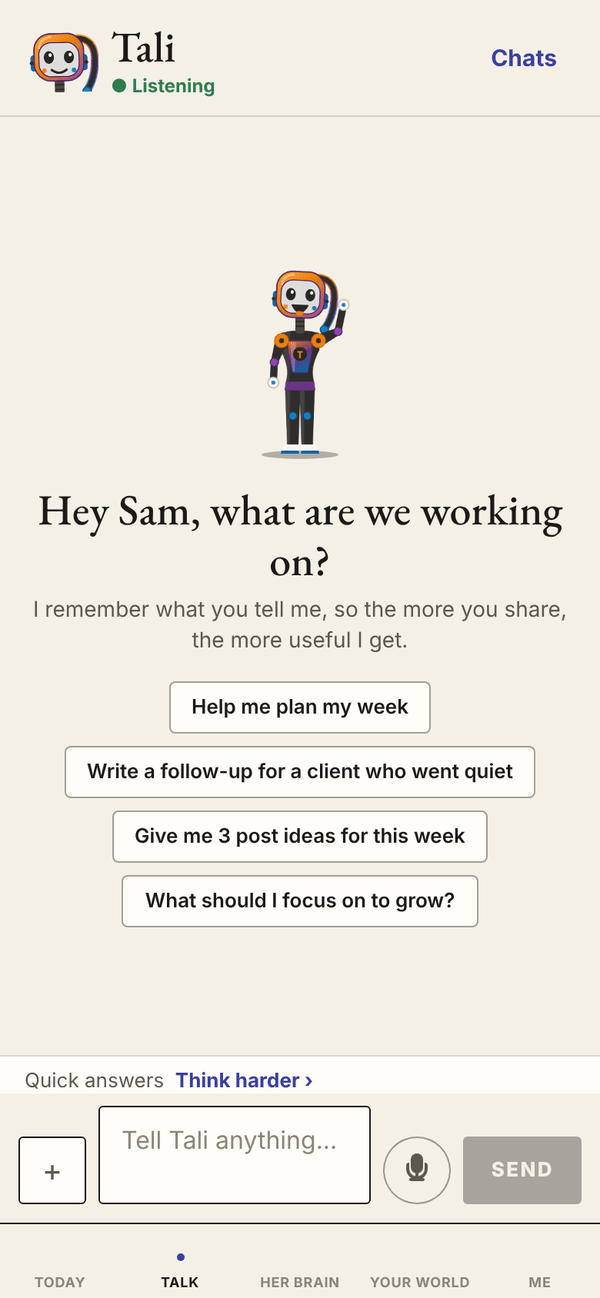 Tali
Listening
Chats
T
Hey Sam, what are we working
on?
I remember what you tell me, so the more you share,
the more useful I get.
Help me plan my week
Write a follow-up for a client who went quiet
Give me 3 post ideas for this week
What should I focus on to grow?
Quick answers Think harder ›
Tell Tali anything...
+
SEND
TODAY TALK HER BRAIN YOUR WORLD ME